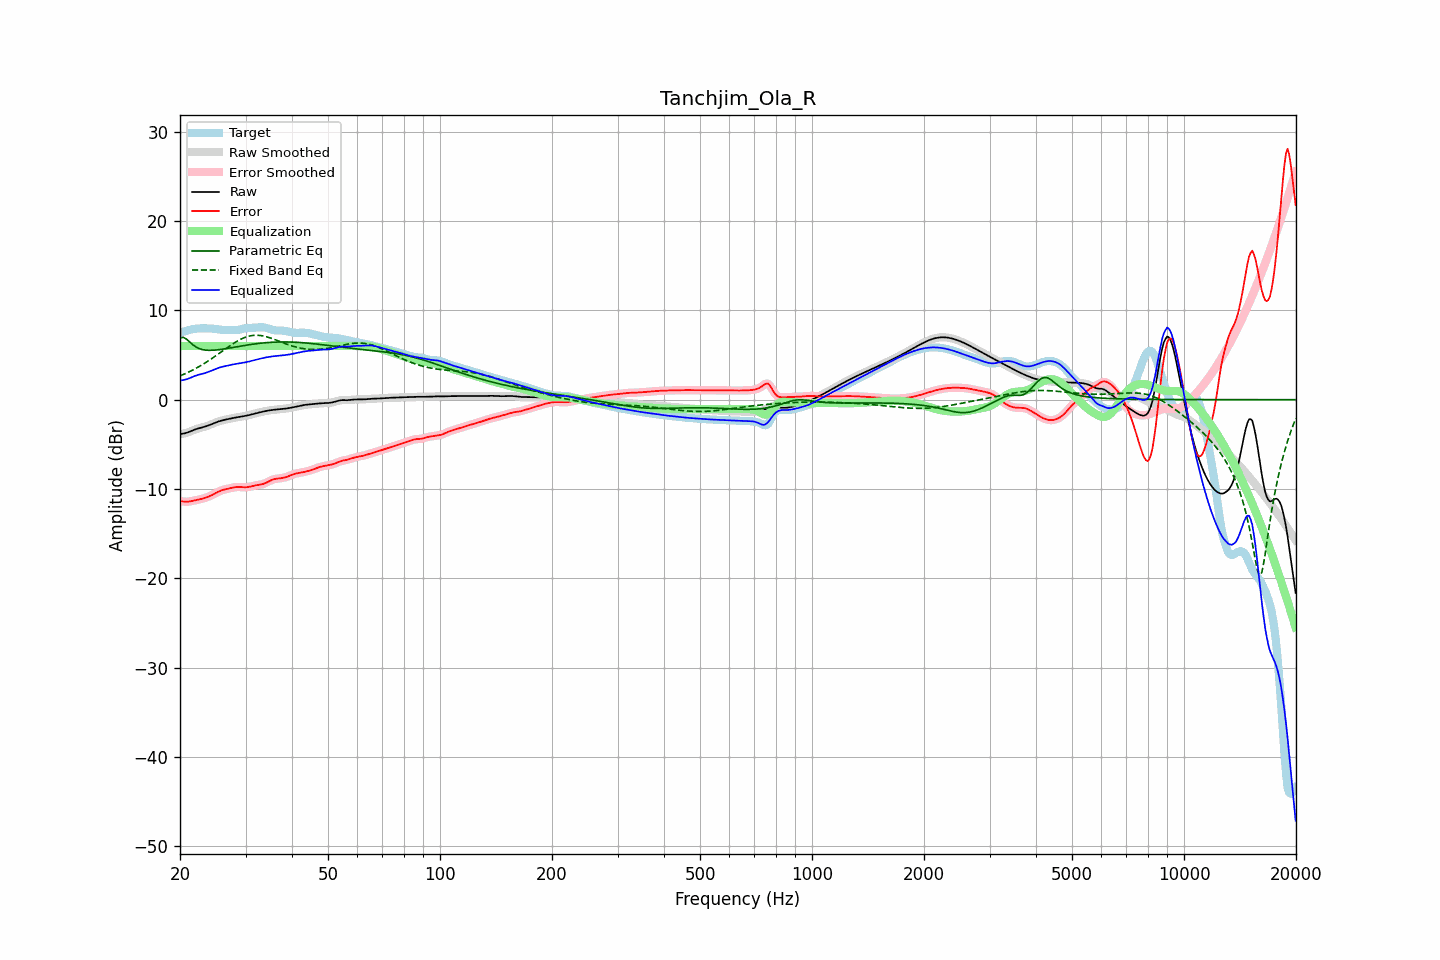 Tanchjim_Ola_R
Target
Raw Smoothed
Error Smoothed
Raw
Error
Equalization
Parametric Eq
Fixed Band Eq
Equalized
30
20
10
0
−10
−20
−30
−40
−50
Amplitude (dBr)
20 50 100 200 500 1000 2000 5000 10000 20000
Frequency (Hz)